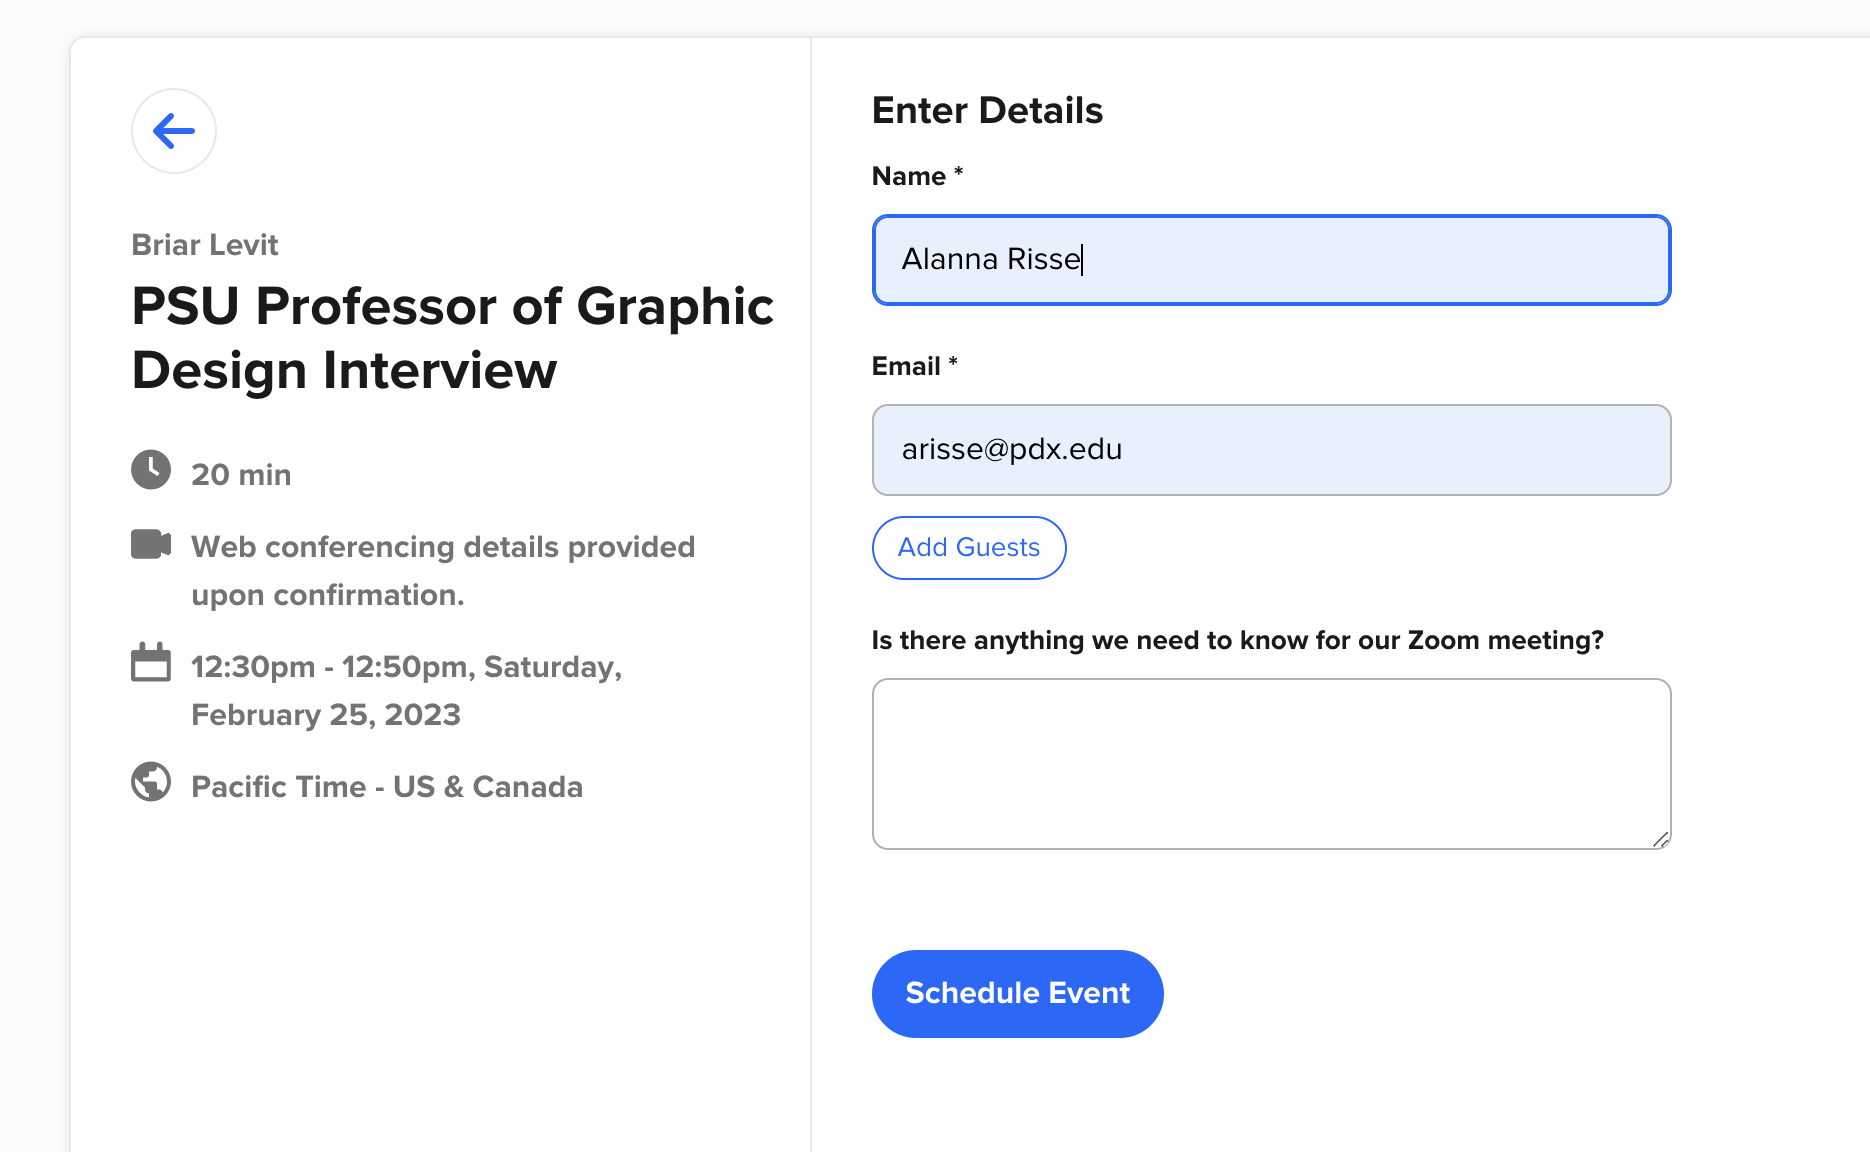 Briar Levit
PSU Professor of Graphic
Design Interview
20 min
Web conferencing details provided
upon confirmation.
12:30pm - 12:50pm, Saturday,
February 25, 2023
Pacific Time - US & Canada
Enter Details
Name *
Alanna Risse
Email *
arisse@pdx.edu
Add Guests
Is there anything we need to know for our Zoom meeting?
Schedule Event